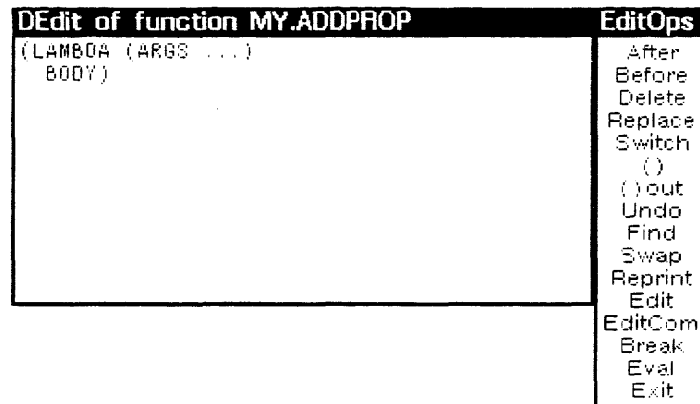 DEdit of function MY.ADDPROP
(LAMBDA (ARGS ...)
BODY)
EditOps
After
Before
Delete
Replace
Switch
()
()out
Undo
Find
Swap
Reprint
Edit
EditCom
Break
Eval
Exit